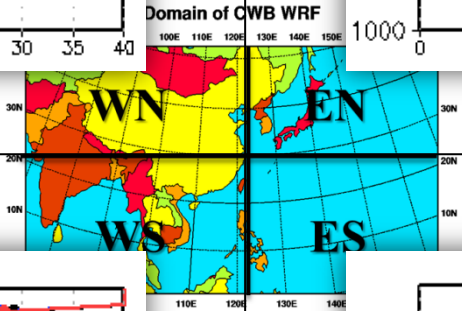 Domain of CWB WRF
100E 110E 120E 130E 140E 150E
1000
30 35 40
0
WN EN
30N 30N
20N 20N
10N 10N
WS ES
110E 120E 130E 140E